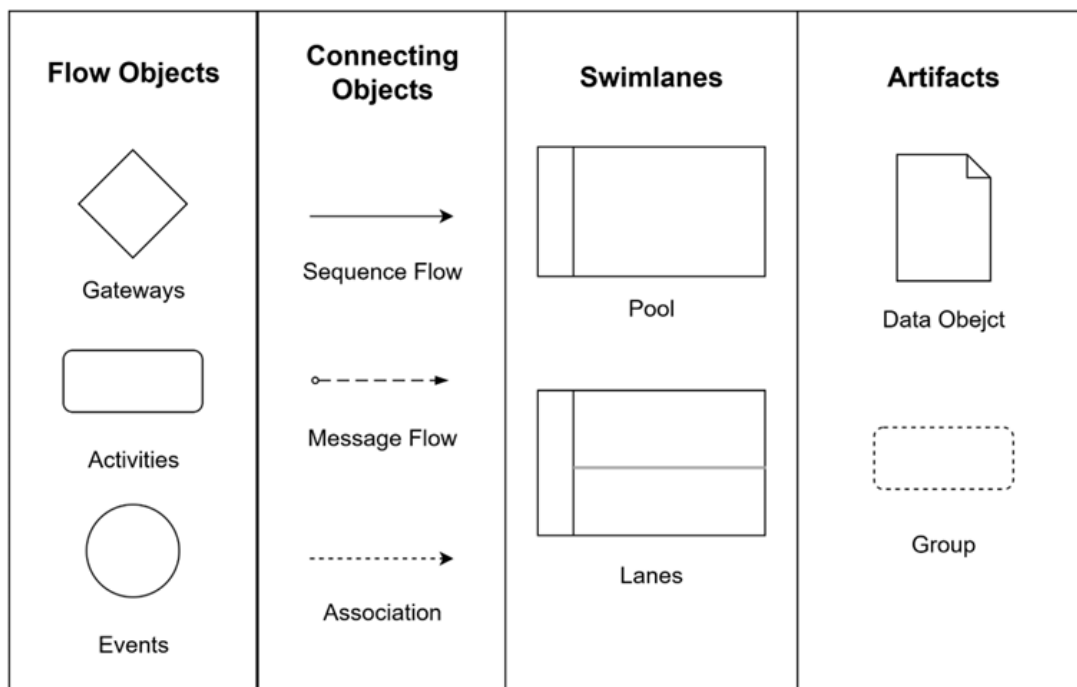 Flow Objects
Gateways
Activities
Events
Connecting
Objects
Sequence Flow
Message Flow
Association
Swimlanes
Pool
Lanes
Artifacts
Data Obejct
Group